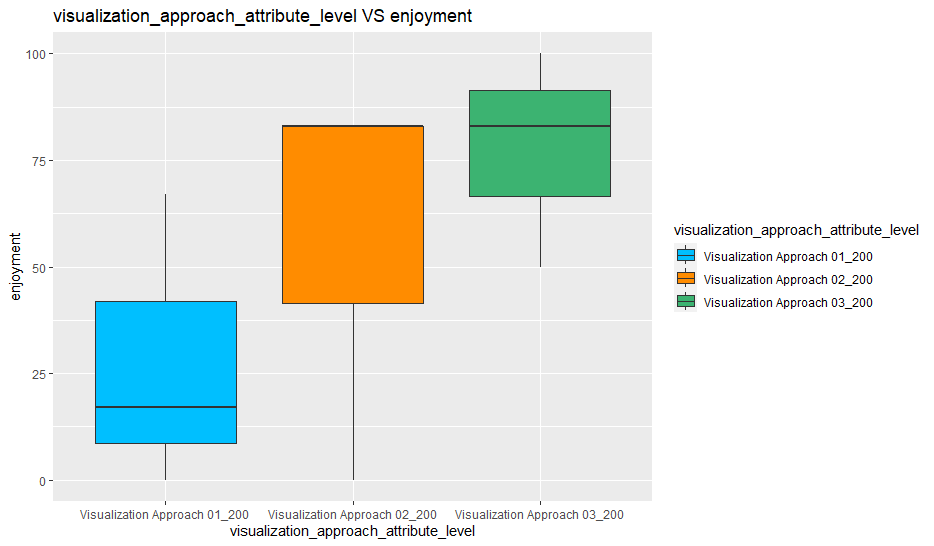 visualization_approach_attribute_level VS enjoyment
100
75
50
25
0
enjoyment
Visualization Approach 01_200
Visualization Approach 02_200
Visualization Approach 03_200
visualization_approach_attribute_level
visualization_approach_attribute_level
Visualization Approach 01_200
Visualization Approach 02_200
Visualization Approach 03_200